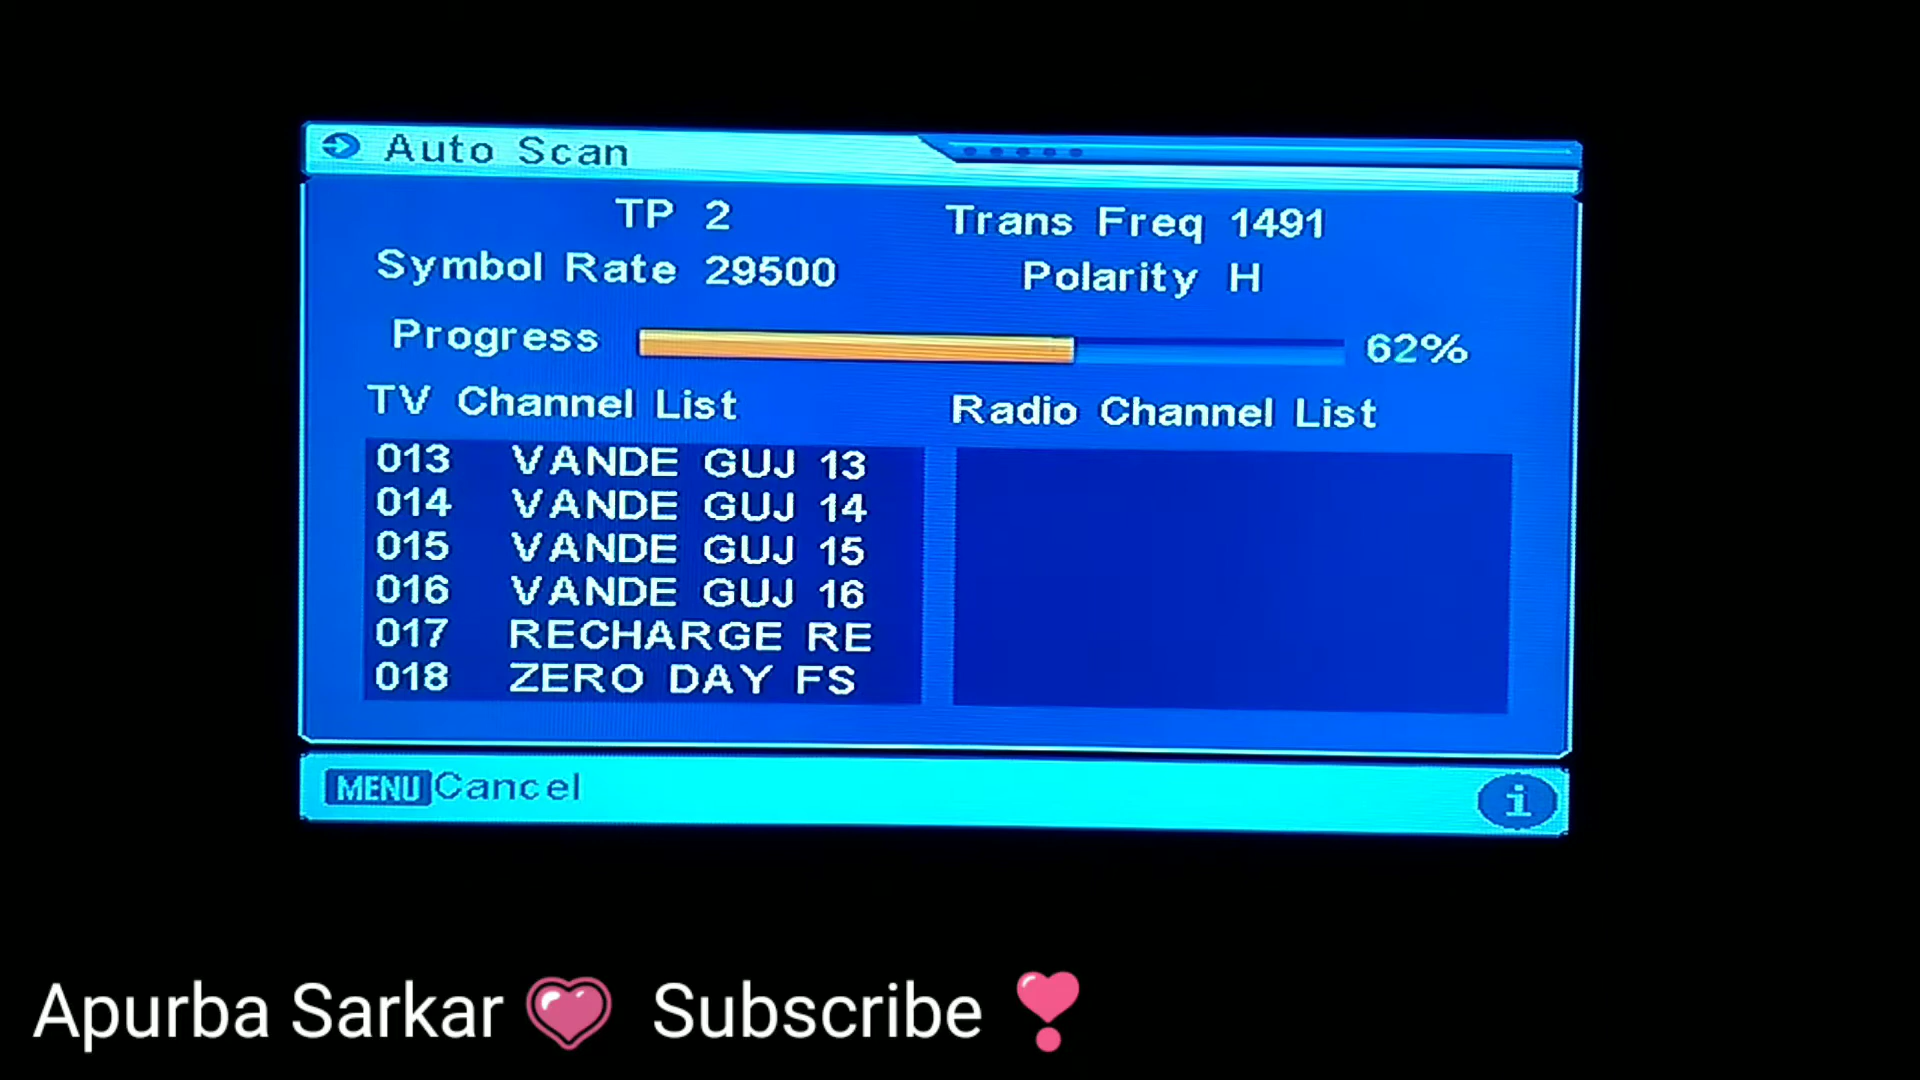 Auto Scan
TP 2 Trans Freq 1491
Symbol Rate 29500 Polarity H
Progress 62%
TV Channel List Radio Channel List
013 VANDE GUJ 13
014 VANDE GUJ 14
015 VANDE GUJ 15
016 VANDE GUJ 16
017 RECHARGE RE
018 ZERO DAY FS
MENU Cancel i
Apurba Sarkar 💗 Subscribe ❣